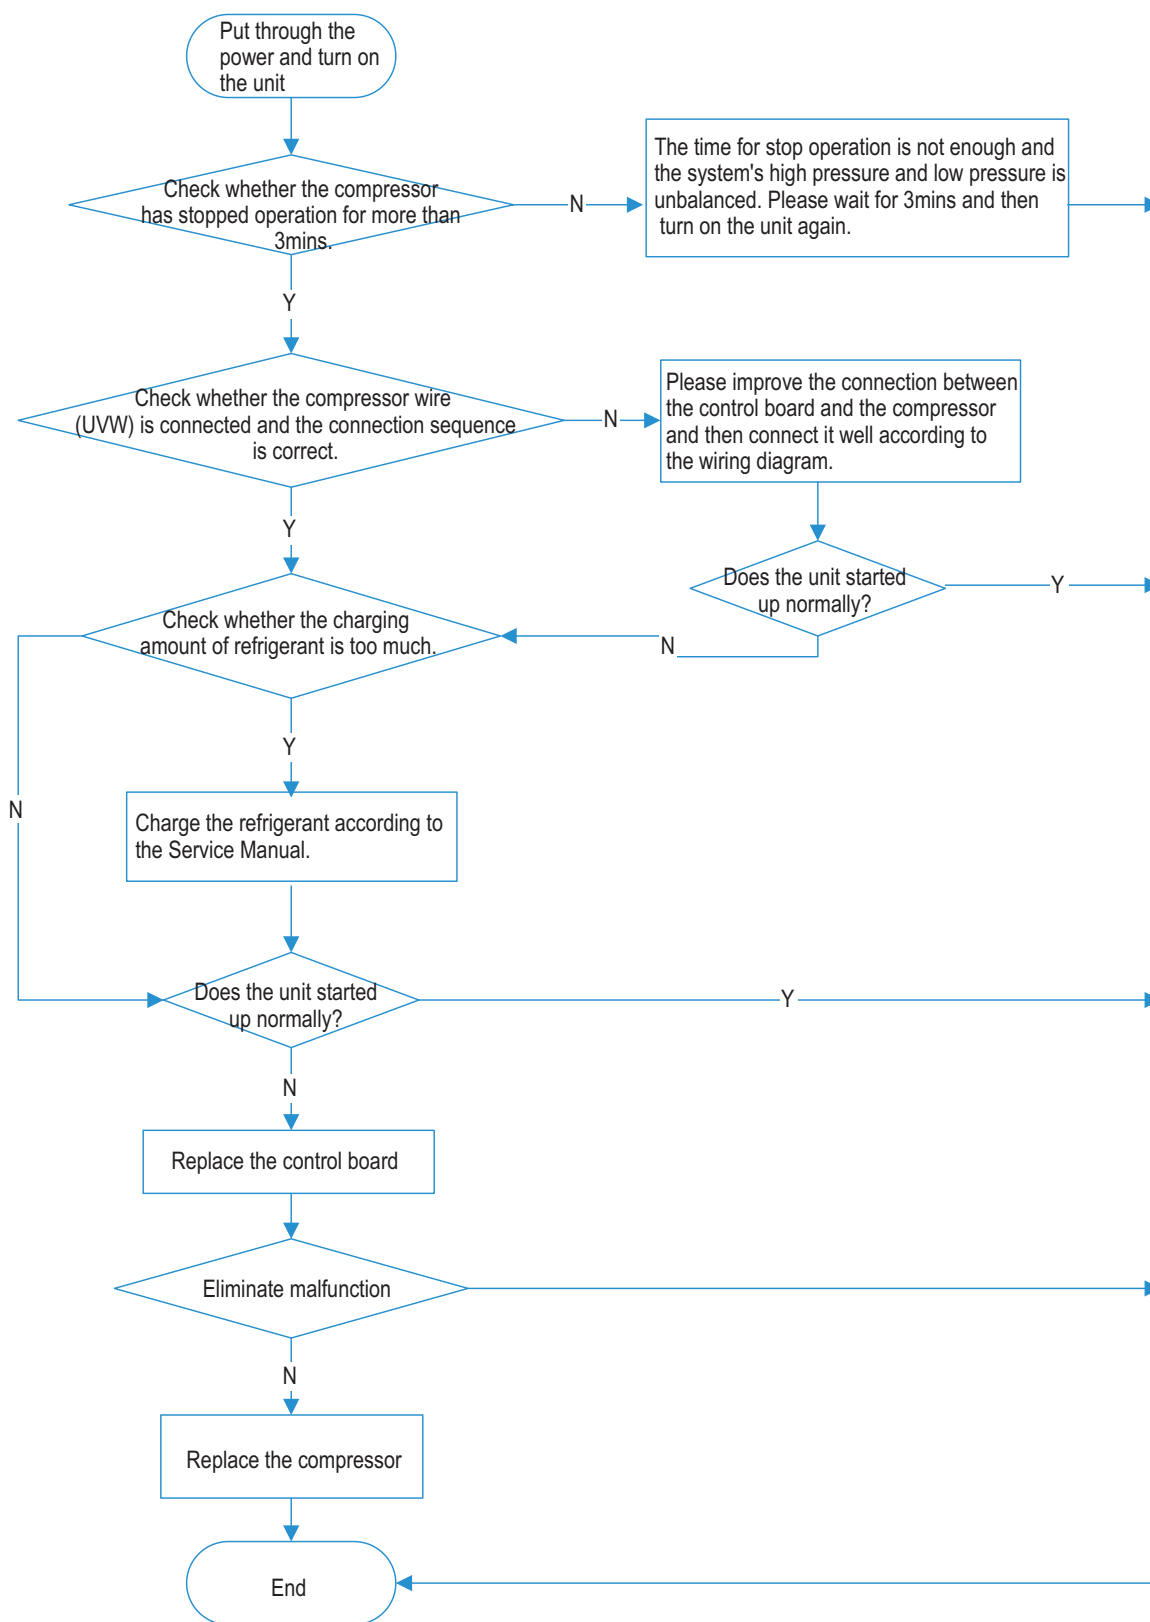 Put through the
power and turn on
the unit
Check whether the compressor
has stopped operation for more than
3mins.
N
The time for stop operation is not enough and
the system's high pressure and low pressure is
unbalanced. Please wait for 3mins and then
turn on the unit again.
Y
Check whether the compressor wire
(UVW) is connected and the connection sequence
is correct.
N
Please improve the connection between
the control board and the compressor
and then connect it well according to
the wiring diagram.
Y
Does the unit started
up normally?
Y
Check whether the charging
amount of refrigerant is too much.
N
Y
N
Charge the refrigerant according to
the Service Manual.
Does the unit started
up normally?
Y
N
Replace the control board
Eliminate malfunction
N
Replace the compressor
End